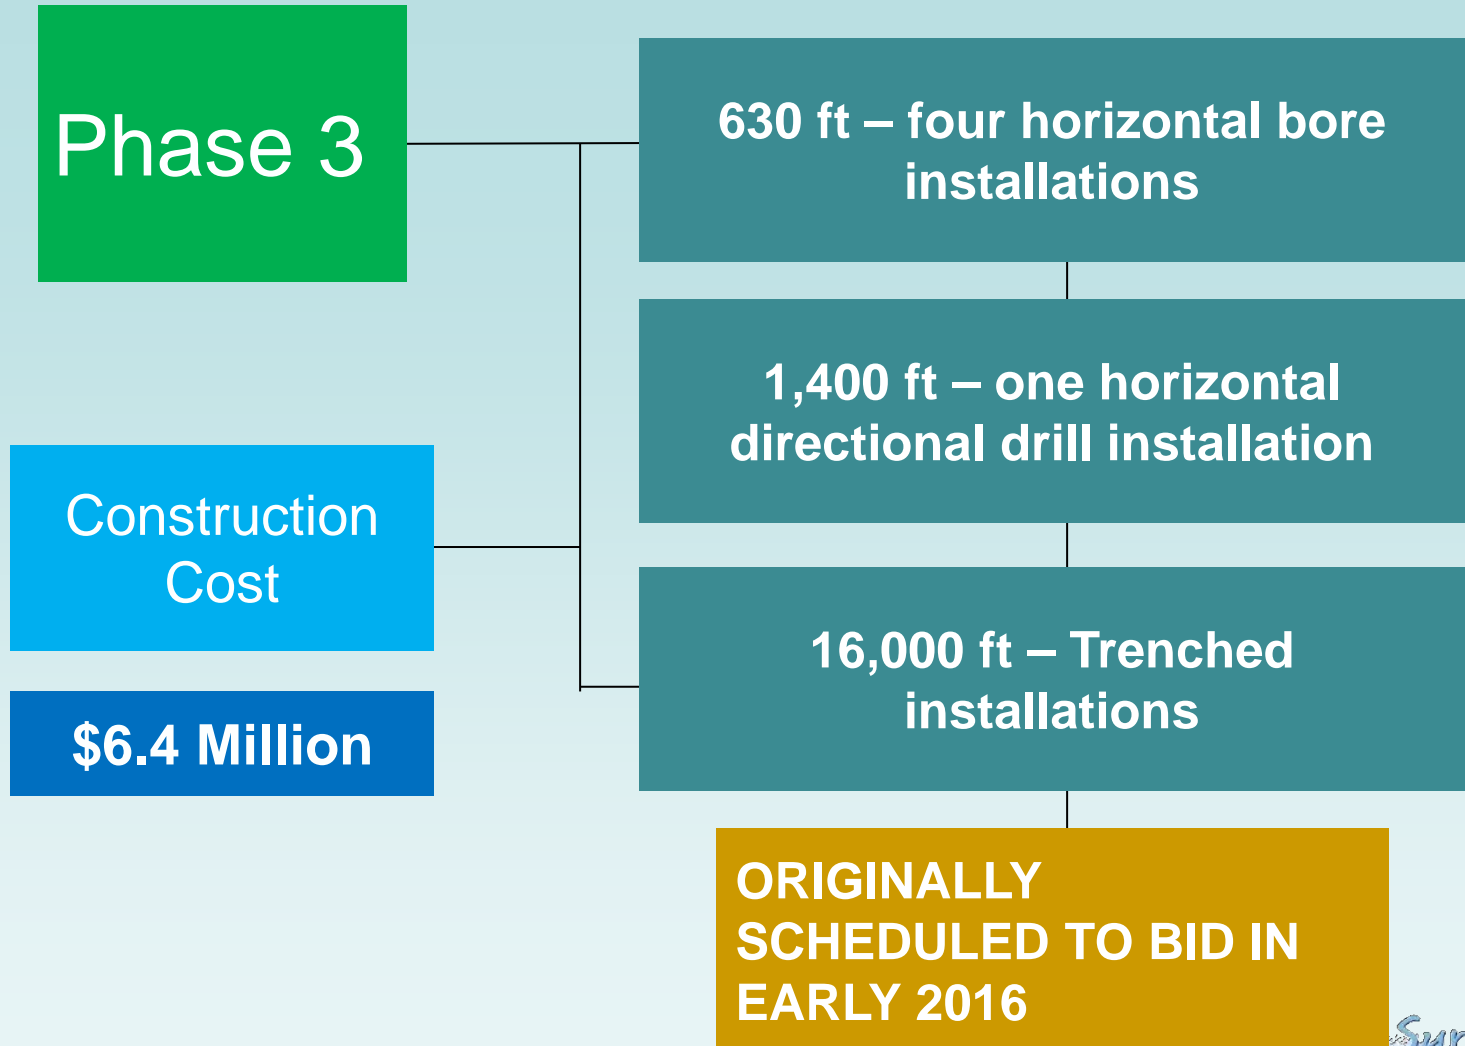 Phase 3
630 ft – four horizontal bore
installations
1,400 ft – one horizontal
directional drill installation
Construction
Cost
16,000 ft – Trenched
installations
$6.4 Million
ORIGINALLY
SCHEDULED TO BID IN
EARLY 2016